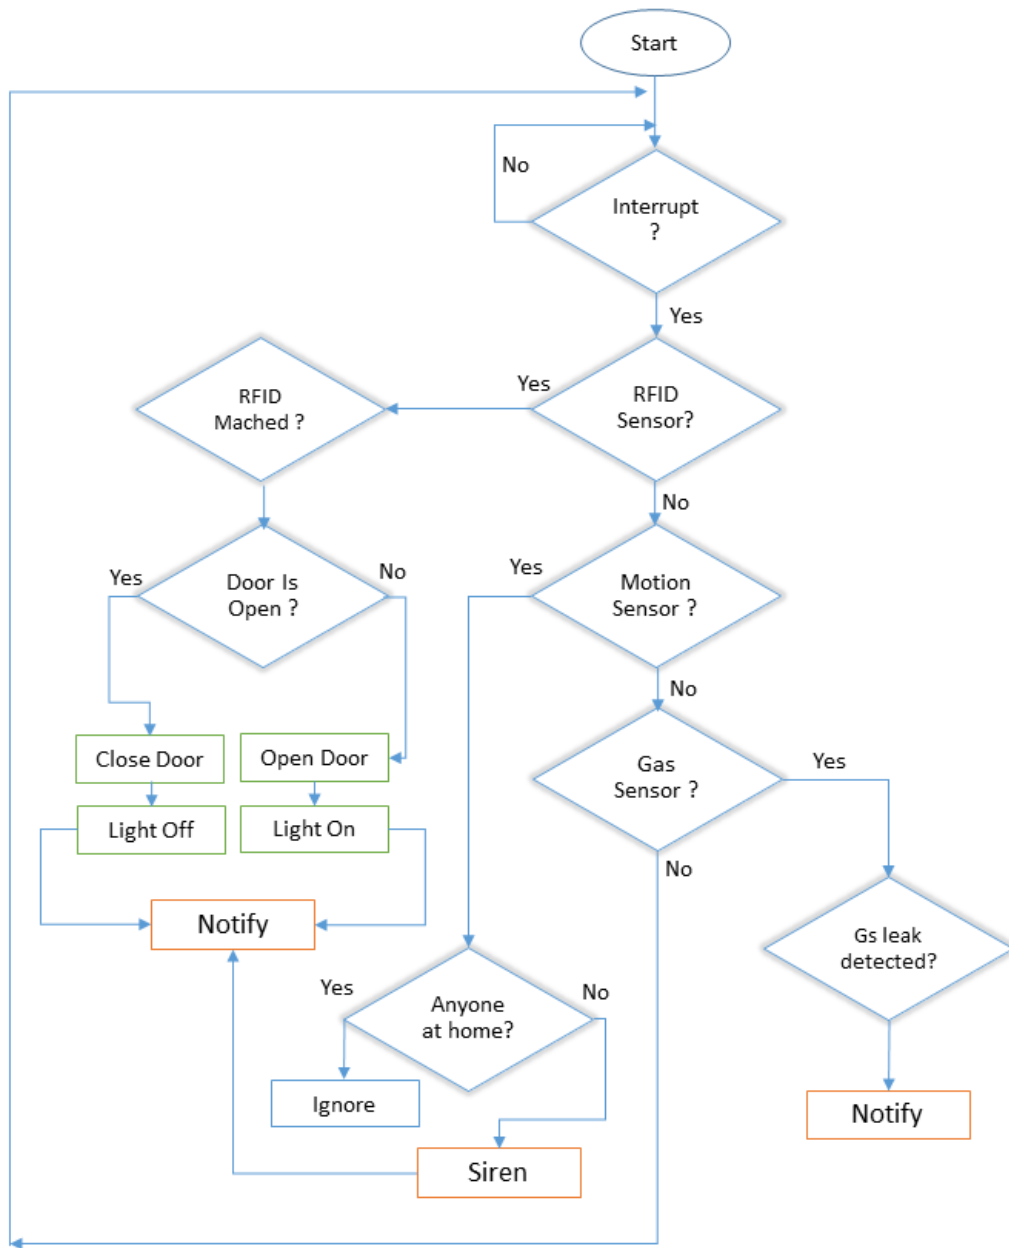 Start
No
Interrupt
?
Yes
Yes
RFID
Mached ?
RFID
Sensor?
No
Yes
Door Is
Open ?
No
Yes
Motion
Sensor ?
No
Close Door
Open Door
Gas
Sensor ?
Yes
Light Off
Light On
No
Notify
Gs leak
detected?
Yes
Anyone
at home?
No
Ignore
Notify
Siren